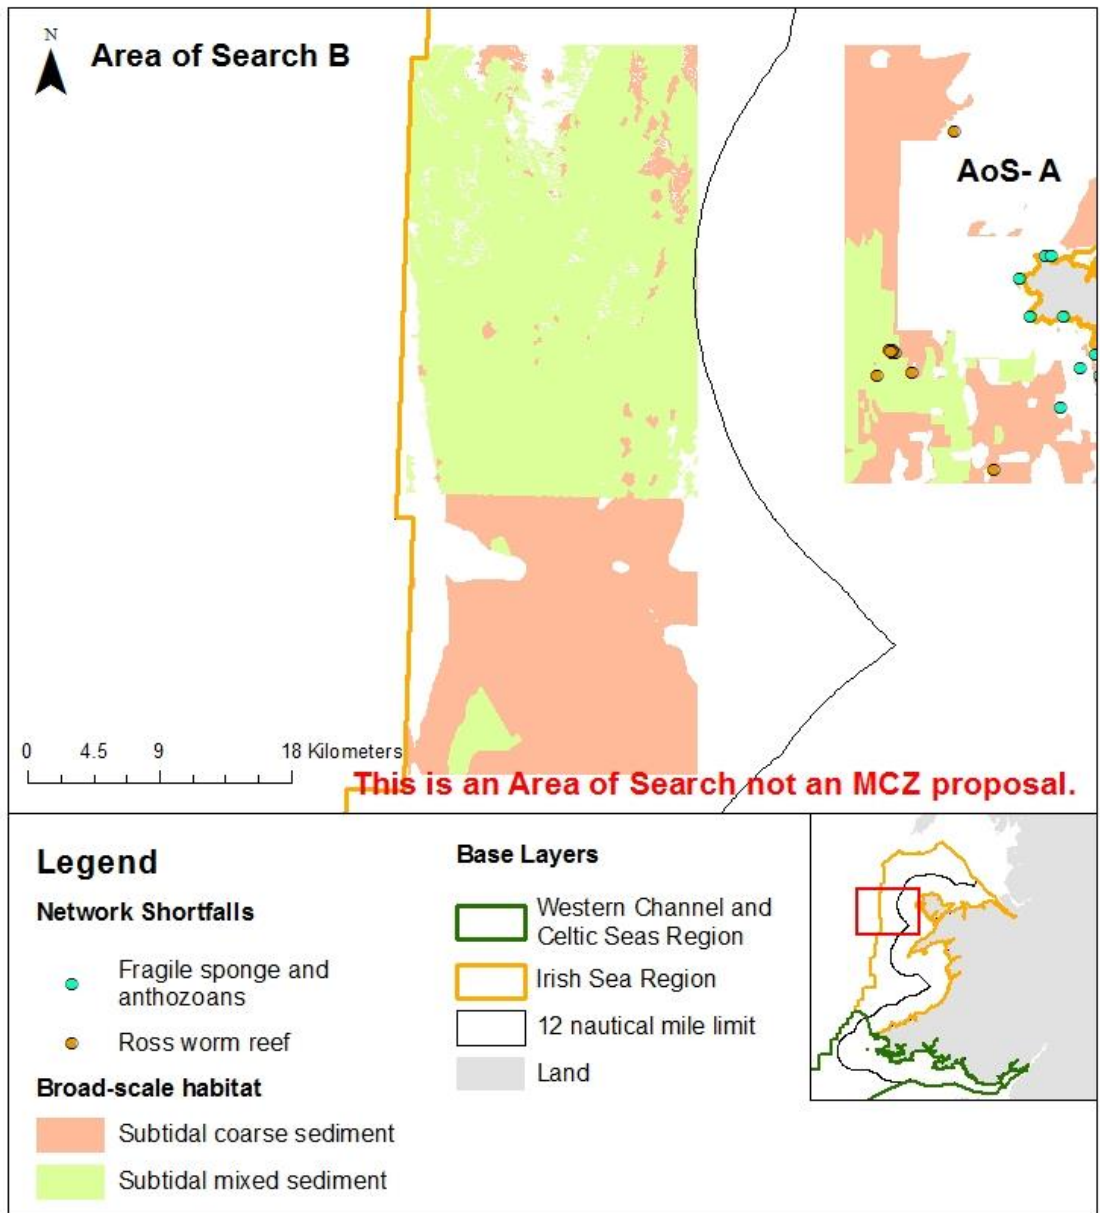 N
Area of Search B
AoS- A
0 4.5 9 18 Kilometers
This is an Area of Search not an MCZ proposal.
Legend
Network Shortfalls
Fragile sponge and
anthozoans
Ross worm reef
Broad-scale habitat
Subtidal coarse sediment
Subtidal mixed sediment
Base Layers
Western Channel and
Celtic Seas Region
Irish Sea Region
12 nautical mile limit
Land